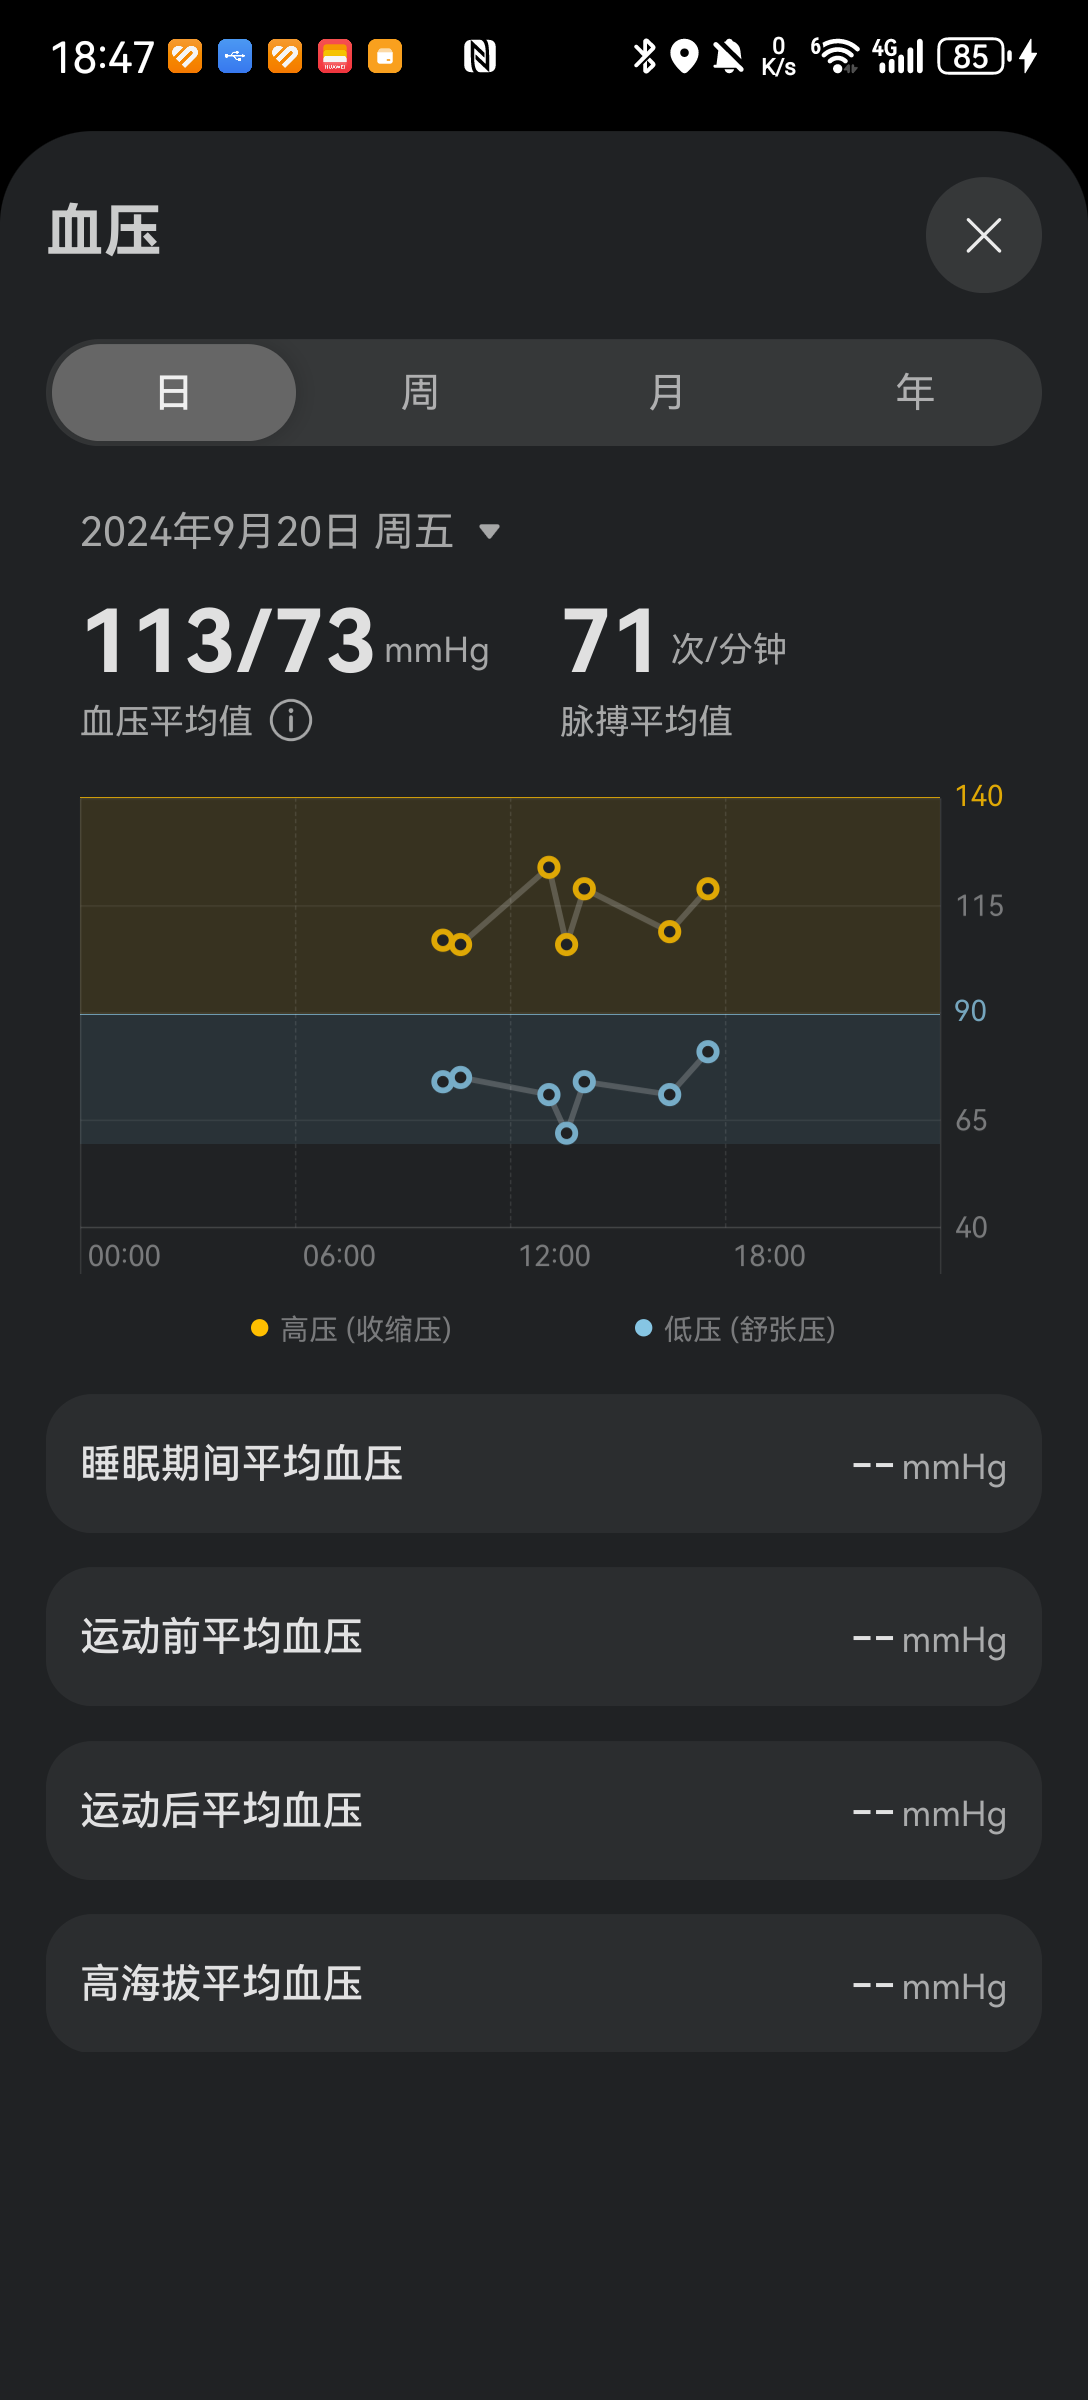 18:47
0 K/s 6 4G 85
血压
日 周 月 年
2024年9月20日 周五
113/73 mmHg 71 次/分钟
血压平均值 脉搏平均值
140
115
90
65
40
00:00 06:00 12:00 18:00
高压 (收缩压) 低压 (舒张压)
睡眠期间平均血压 -- mmHg
运动前平均血压 -- mmHg
运动后平均血压 -- mmHg
高海拔平均血压 -- mmHg